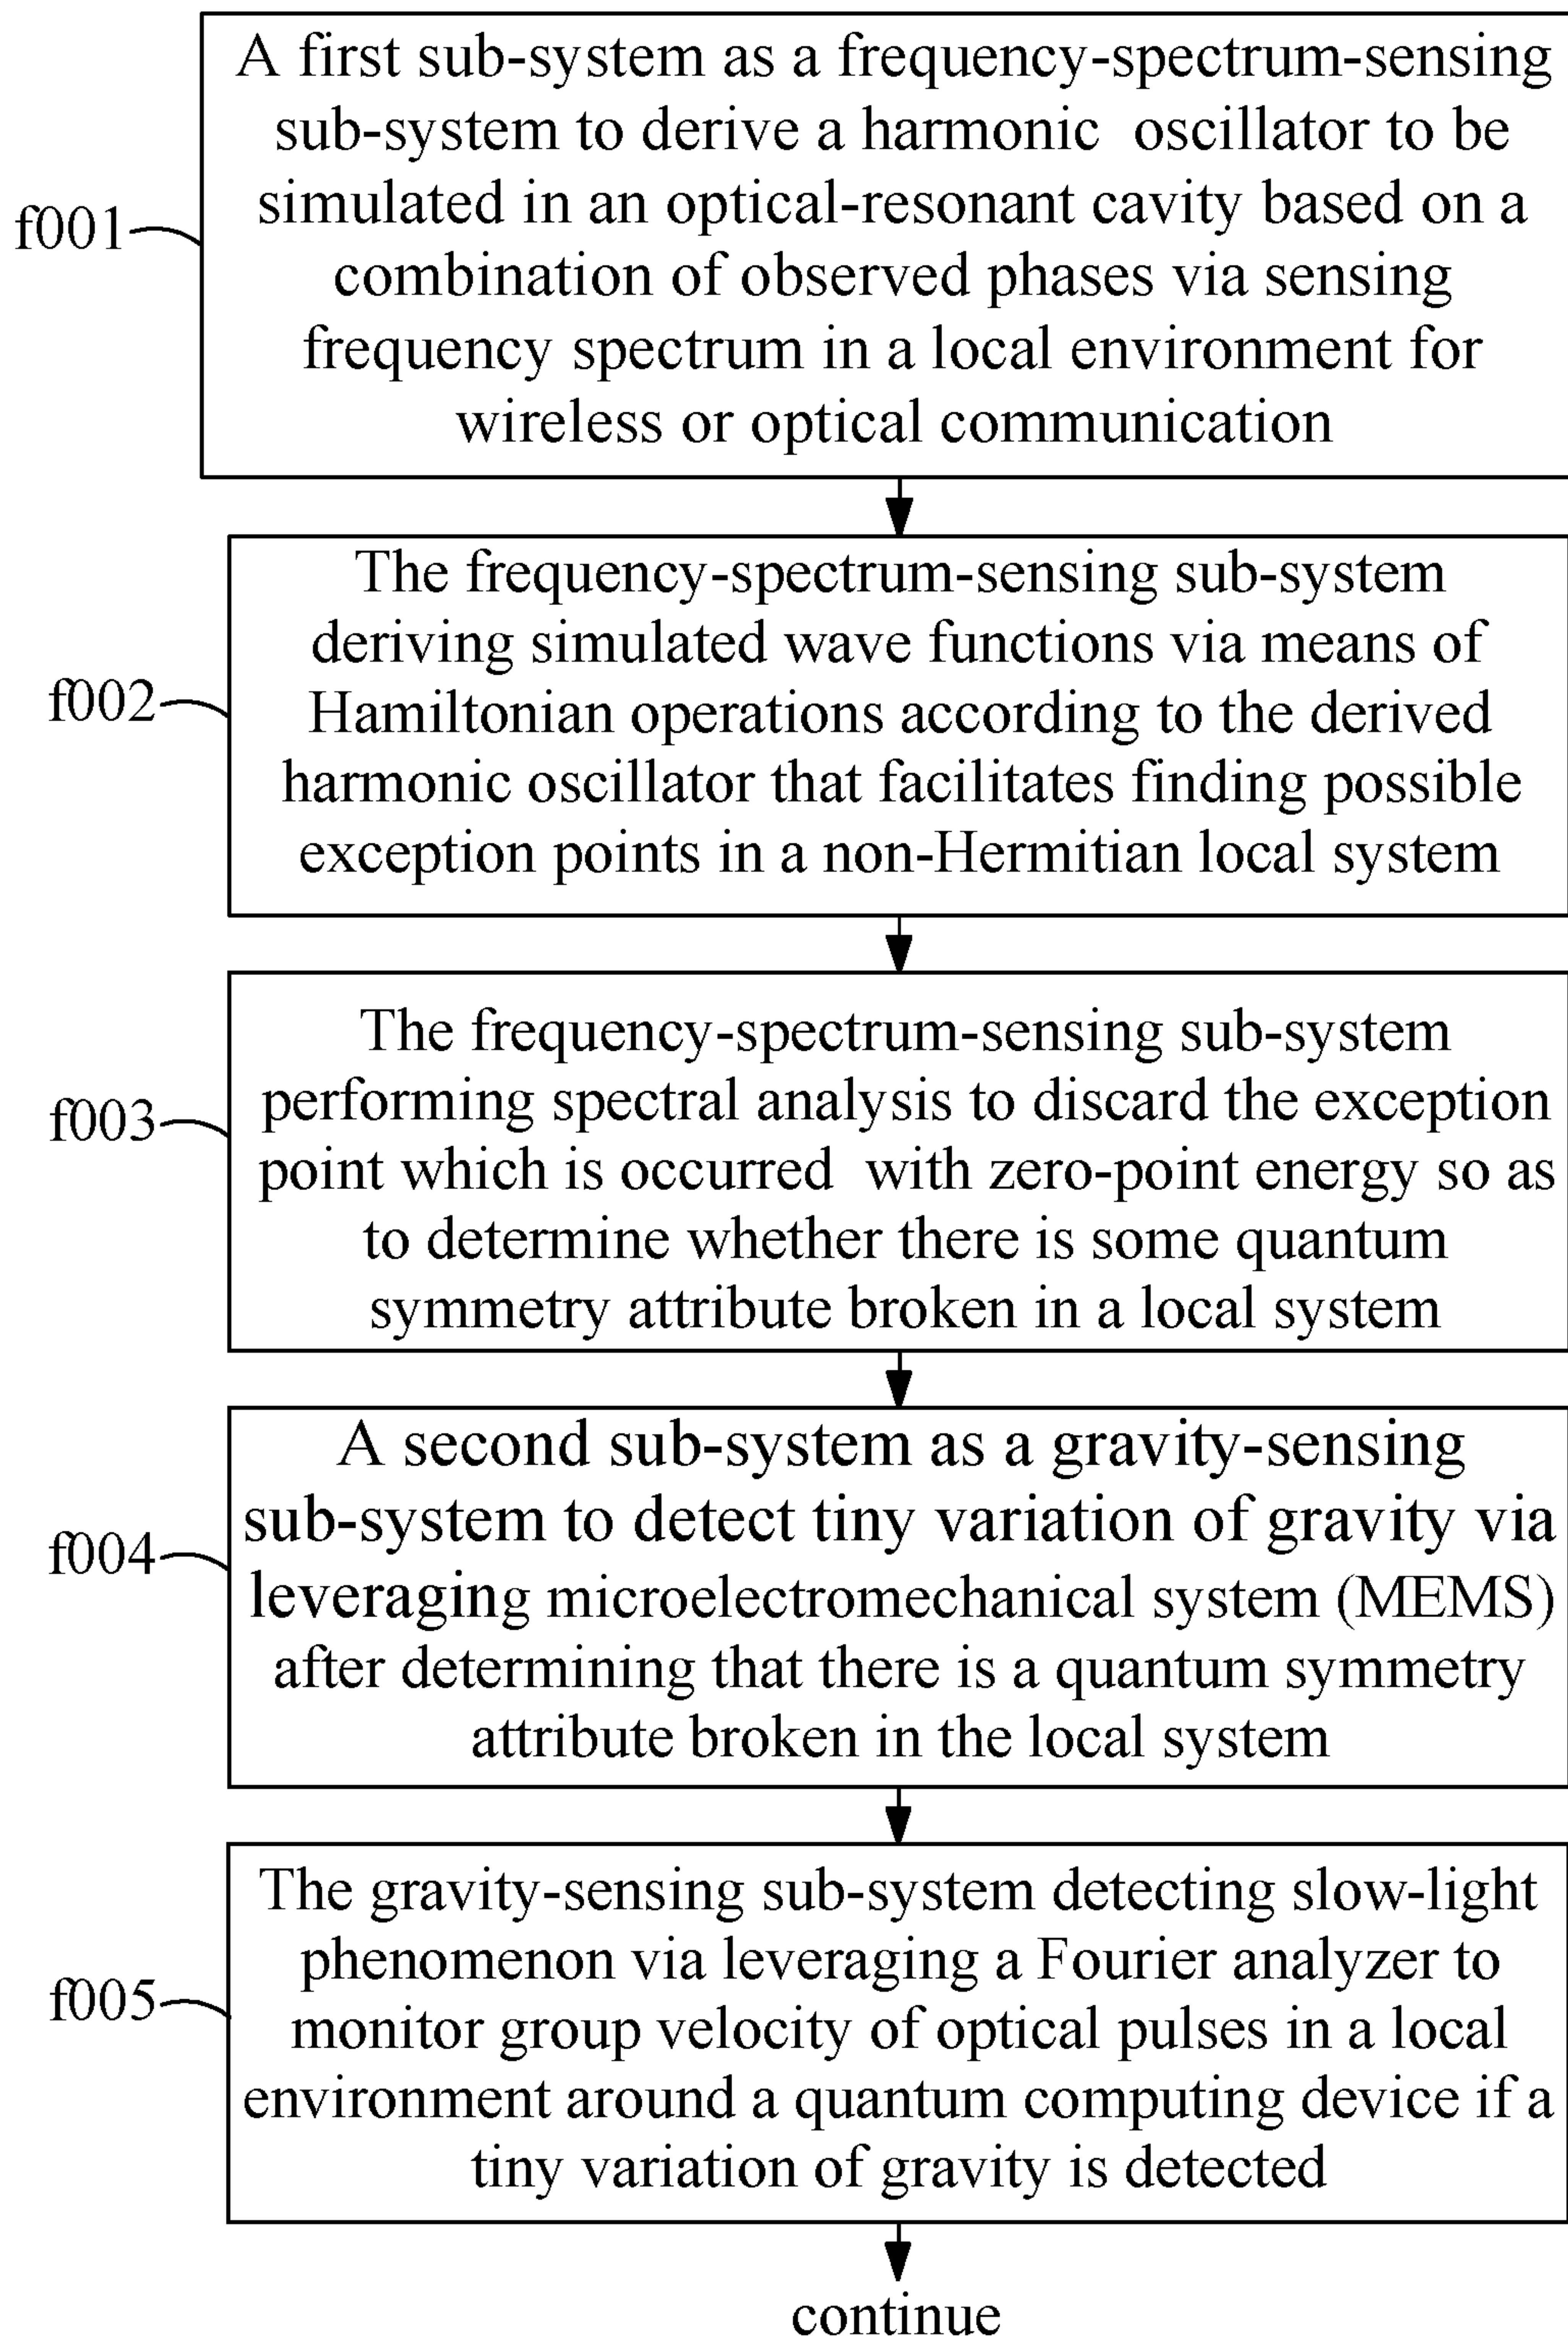 A first sub-system as a frequency-spectrum-sensing
sub-system to derive a harmonic oscillator to be
simulated in an optical-resonant cavity based on a
f001
combination of observed phases via sensing
frequency spectrum in a local environment for
wireless or optical communication
The frequency-spectrum-sensing sub-system
deriving simulated wave functions via means of
f002
Hamiltonian operations according to the derived
harmonic oscillator that facilitates finding possible
exception points in a non-Hermitian local system
The frequency-spectrum-sensing sub-system
performing spectral analysis to discard the exception
f003
point which is occurred with zero-point energy so as
to determine whether there is some quantum
symmetry attribute broken in a local system
A second sub-system as a gravity-sensing
sub-system to detect tiny variation of gravity via
f004
leveraging microelectromechanical system (MEMS)
after determining that there is a quantum symmetry
attribute broken in the local system
The gravity-sensing sub-system detecting slow-light
phenomenon via leveraging a Fourier analyzer to
f005
monitor group velocity of optical pulses in a local
environment around a quantum computing device if a
tiny variation of gravity is detected
continue